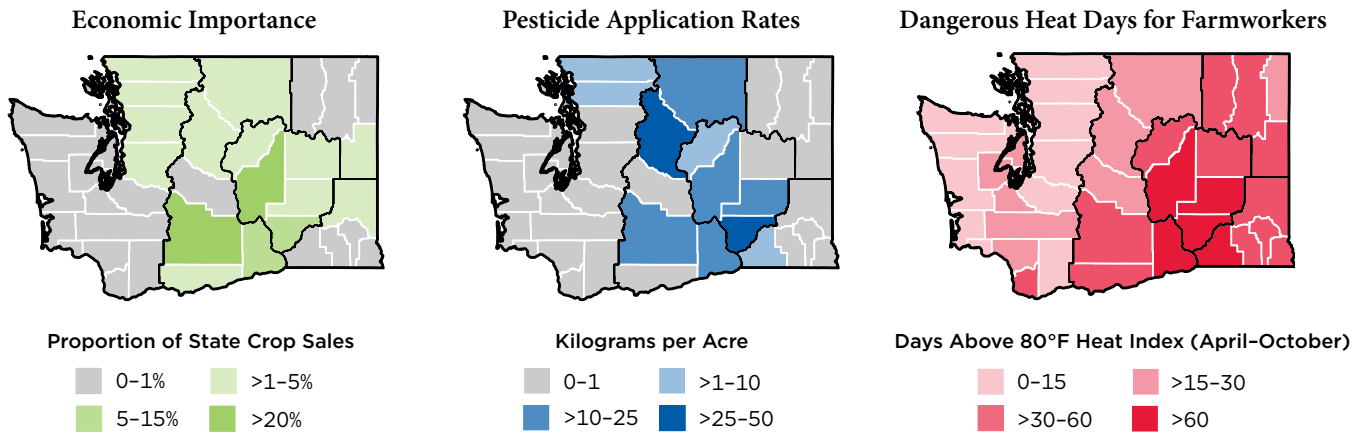 Economic Importance
Pesticide Application Rates
Dangerous Heat Days for Farmworkers
Proportion of State Crop Sales
0–1%
>1–5%
5–15%
>20%
Kilograms per Acre
0–1
>1–10
>10–25
>25–50
Days Above 80°F Heat Index (April–October)
0–15
>15–30
>30–60
>60